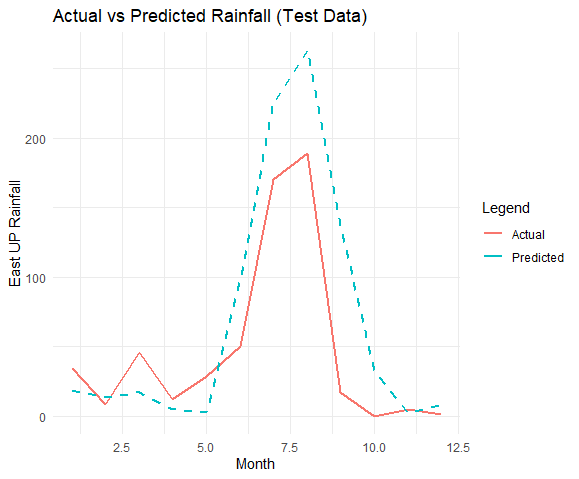 Actual vs Predicted Rainfall (Test Data)
East UP Rainfall
200
100
0
2.5 5.0 7.5 10.0 12.5
Month
Legend
Actual
Predicted